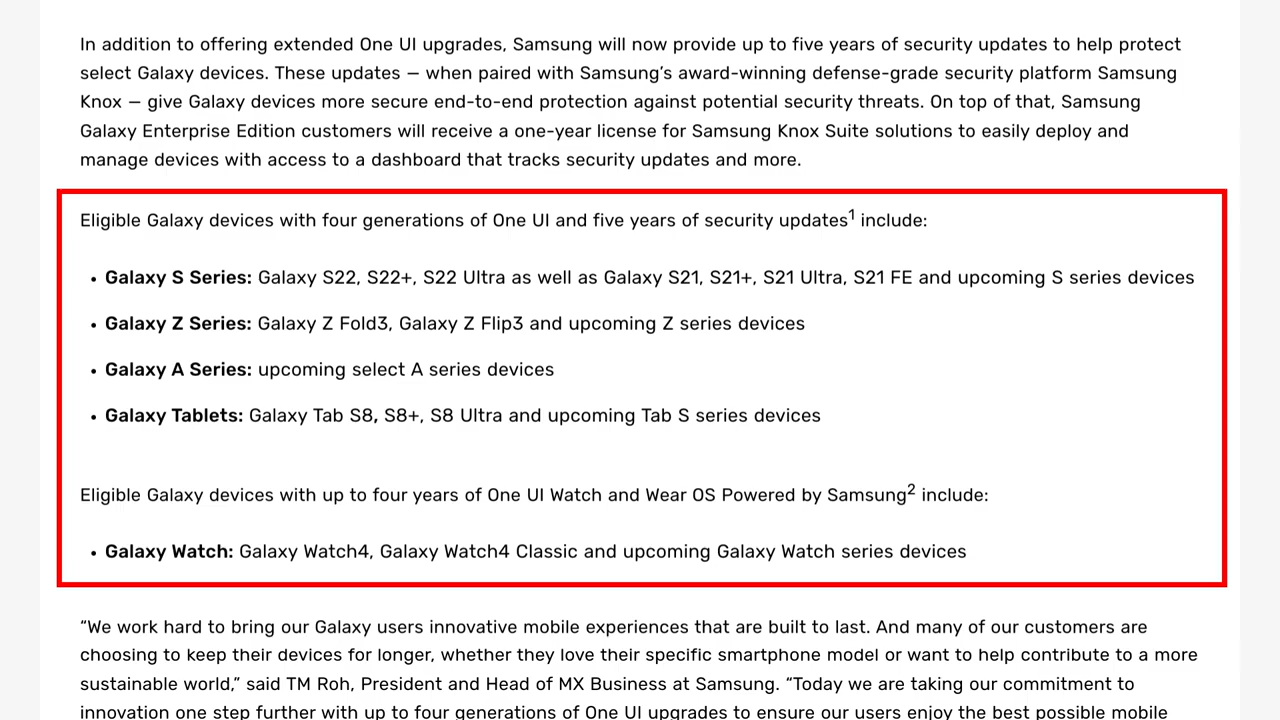 In addition to offering extended One UI upgrades, Samsung will now provide up to five years of security updates to help protect
select Galaxy devices. These updates — when paired with Samsung's award-winning defense-grade security platform Samsung
Knox — give Galaxy devices more secure end-to-end protection against potential security threats. On top of that, Samsung
Galaxy Enterprise Edition customers will receive a one-year license for Samsung Knox Suite solutions to easily deploy and
manage devices with access to a dashboard that tracks security updates and more.
Eligible Galaxy devices with four generations of One UI and five years of security updates¹ include:
• Galaxy S Series: Galaxy S22, S22+, S22 Ultra as well as Galaxy S21, S21+, S21 Ultra, S21 FE and upcoming S series devices
• Galaxy Z Series: Galaxy Z Fold3, Galaxy Z Flip3 and upcoming Z series devices
• Galaxy A Series: upcoming select A series devices
• Galaxy Tablets: Galaxy Tab S8, S8+, S8 Ultra and upcoming Tab S series devices
Eligible Galaxy devices with up to four years of One UI Watch and Wear OS Powered by Samsung² include:
• Galaxy Watch: Galaxy Watch4, Galaxy Watch4 Classic and upcoming Galaxy Watch series devices
“We work hard to bring our Galaxy users innovative mobile experiences that are built to last. And many of our customers are
choosing to keep their devices for longer, whether they love their specific smartphone model or want to help contribute to a more
sustainable world,” said TM Roh, President and Head of MX Business at Samsung. “Today we are taking our commitment to
innovation one step further with up to four generations of One UI upgrades to ensure our users enjoy the best possible mobile